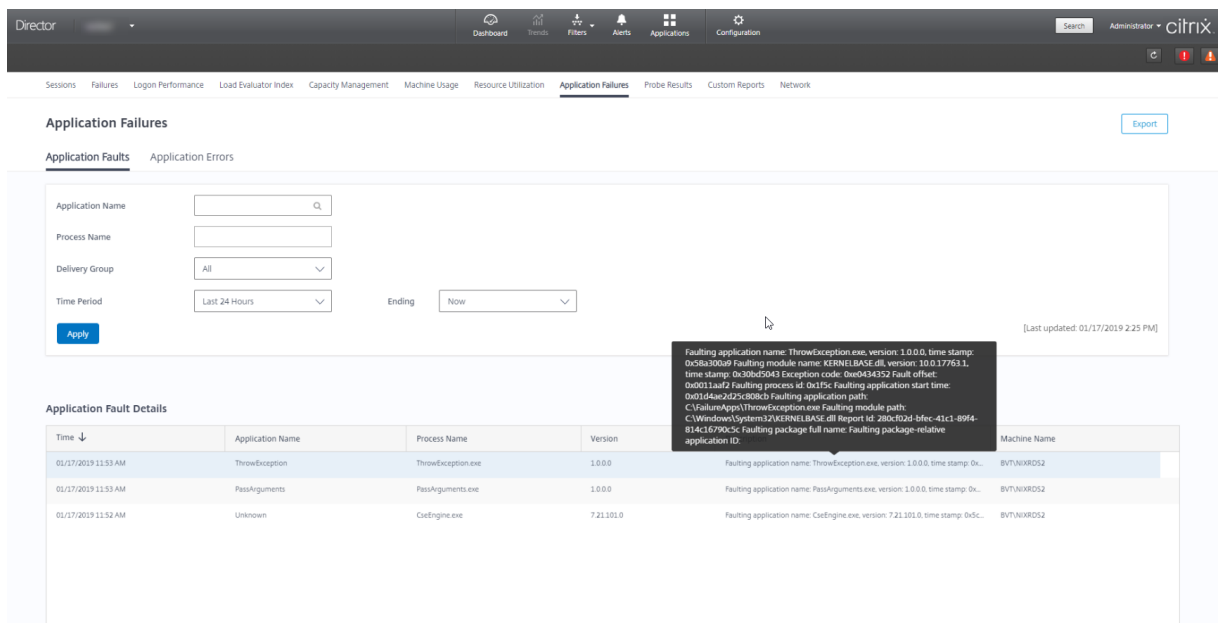 Director
Dashboard Trends Filters Alerts Applications Configuration Search Administrator citrix
Sessions Failures Logon Performance Load Evaluator Index Capacity Management Machine Usage Resource Utilization Application Failures Probe Results Custom Reports Network
Application Failures Export
Application Faults Application Errors
Application Name
Process Name
Delivery Group All
Time Period Last 24 Hours Ending Now
Apply [Last updated: 01/17/2019 2:25 PM]
Faulting application name: ThrowException.exe, version: 1.0.0.0, time stamp:
0x58a300a9 Faulting module name: KERNELBASE.dll, version: 10.0.17763.1,
time stamp: 0x30bd5043 Exception code: 0xe0434352 Fault offset:
0x0011aaf2 Faulting process id: 0x1f5c Faulting application start time:
0x01d4ae2d25c808cb Faulting application path:
C:\FailureApps\ThrowException.exe Faulting module path:
C:\Windows\System32\KERNELBASE.dll Report Id: 280cf02d-bfec-41c1-89f4-
814c16790c5c Faulting package full name: Faulting package-relative
application ID:
Application Fault Details
Time Application Name Process Name Version Machine Name
01/17/2019 11:53 AM ThrowException ThrowException.exe 1.0.0.0 Faulting application name: ThrowException.exe, version: 1.0.0.0, time stamp: 0x... BVT\NIXRDS2
01/17/2019 11:53 AM PassArguments PassArguments.exe 1.0.0.0 Faulting application name: PassArguments.exe, version: 1.0.0.0, time stamp: 0x... BVT\NIXRDS2
01/17/2019 11:52 AM Unknown CseEngine.exe 7.21.101.0 Faulting application name: CseEngine.exe, version: 7.21.101.0, time stamp: 0x5c... BVT\NIXRDS2